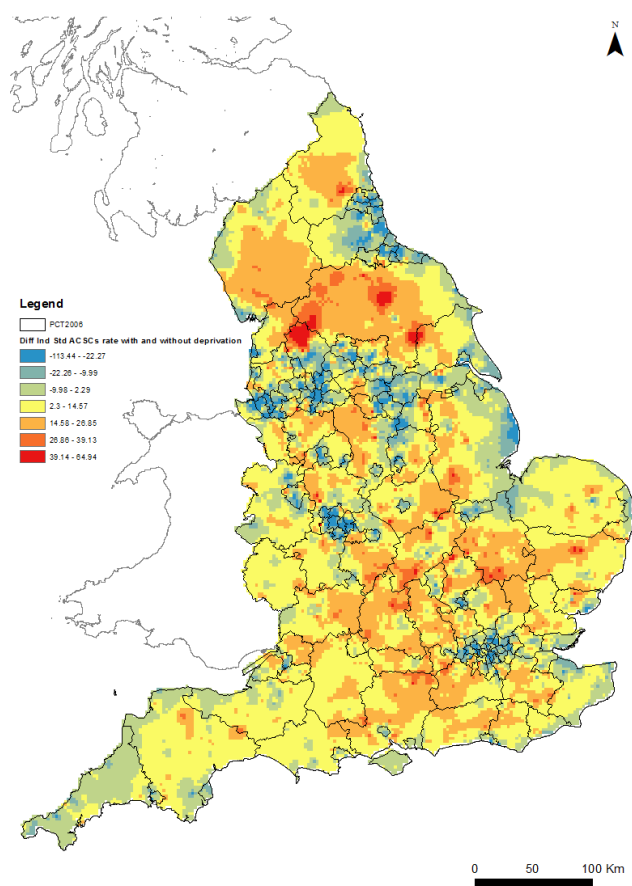 N
Legend
PCT2006
Diff Ind Std ACSCs rate with and without deprivation
-113.44 - -22.27
-22.26 - -9.99
-9.98 - 2.29
2.3 - 14.57
14.58 - 26.85
26.86 - 39.13
39.14 - 64.94
0 50 100 Km